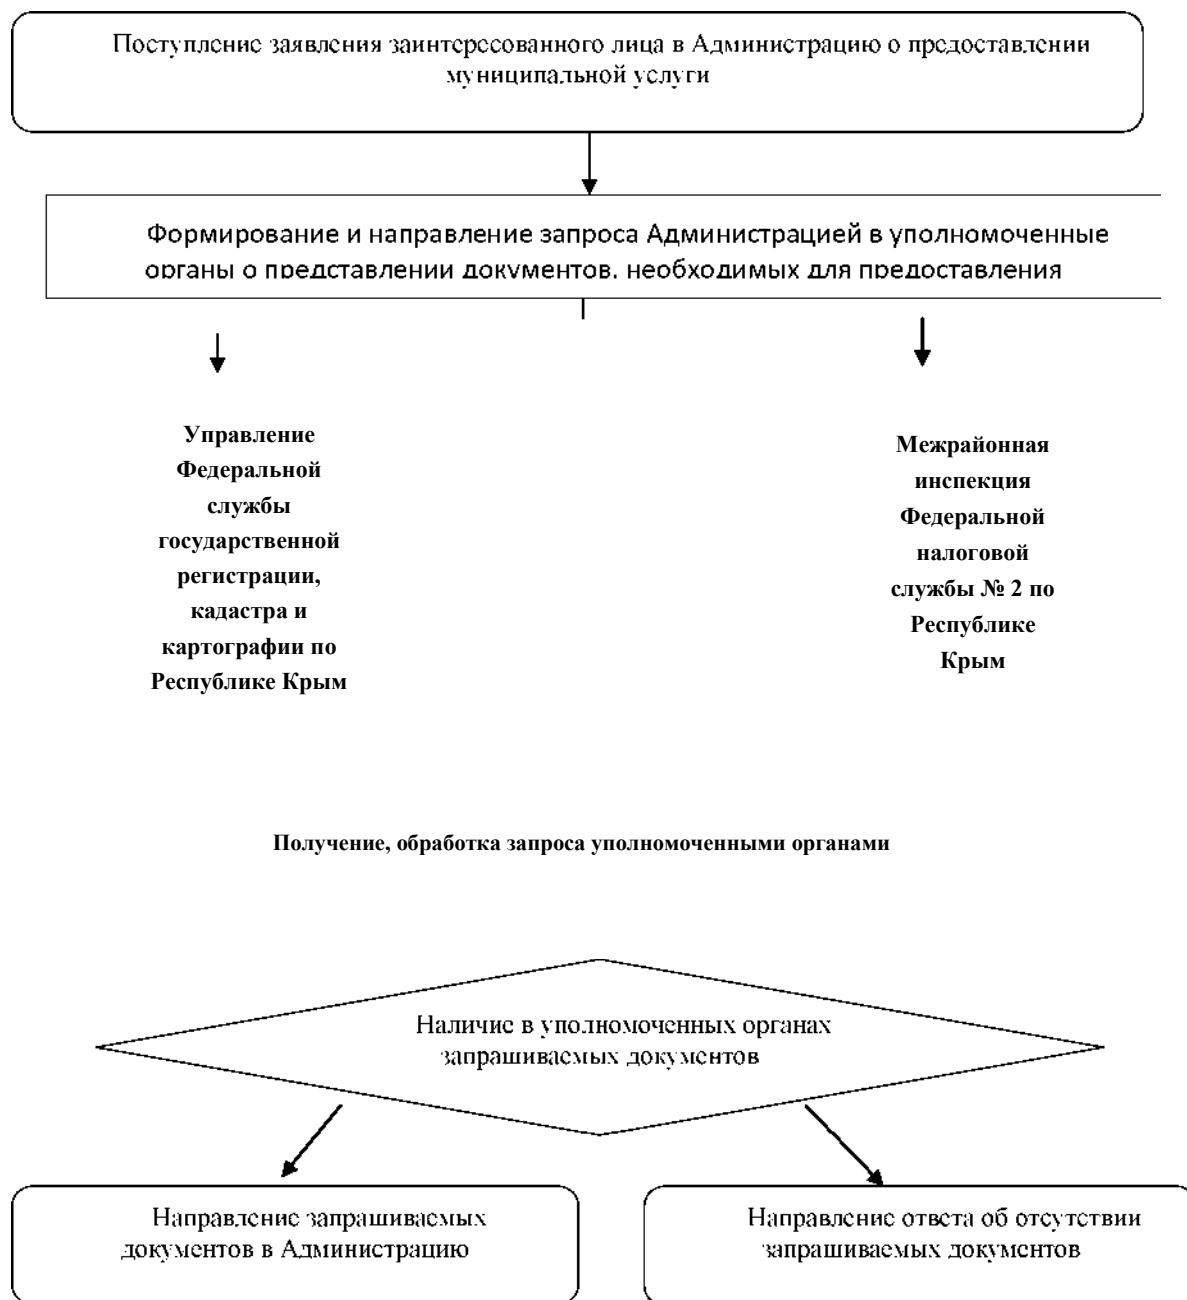 Поступление заявления заинтересованного лица в Администрацию о предоставлении
муниципальной услуги
Формирование и направление запроса Администрацией в уполномоченные
органы о представлении документов, необходимых для предоставления
Управление
Федеральной
службы
государственной
регистрации,
кадастра и
картографии по
Республике Крым
Межрайонная
инспекция
Федеральной
налоговой
службы № 2 по
Республике
Крым
Получение, обработка запроса уполномоченными органами
Наличие в уполномоченных органах
запрашиваемых документов
Направление запрашиваемых
документов в Администрацию
Направление ответа об отсутствии
запрашиваемых документов